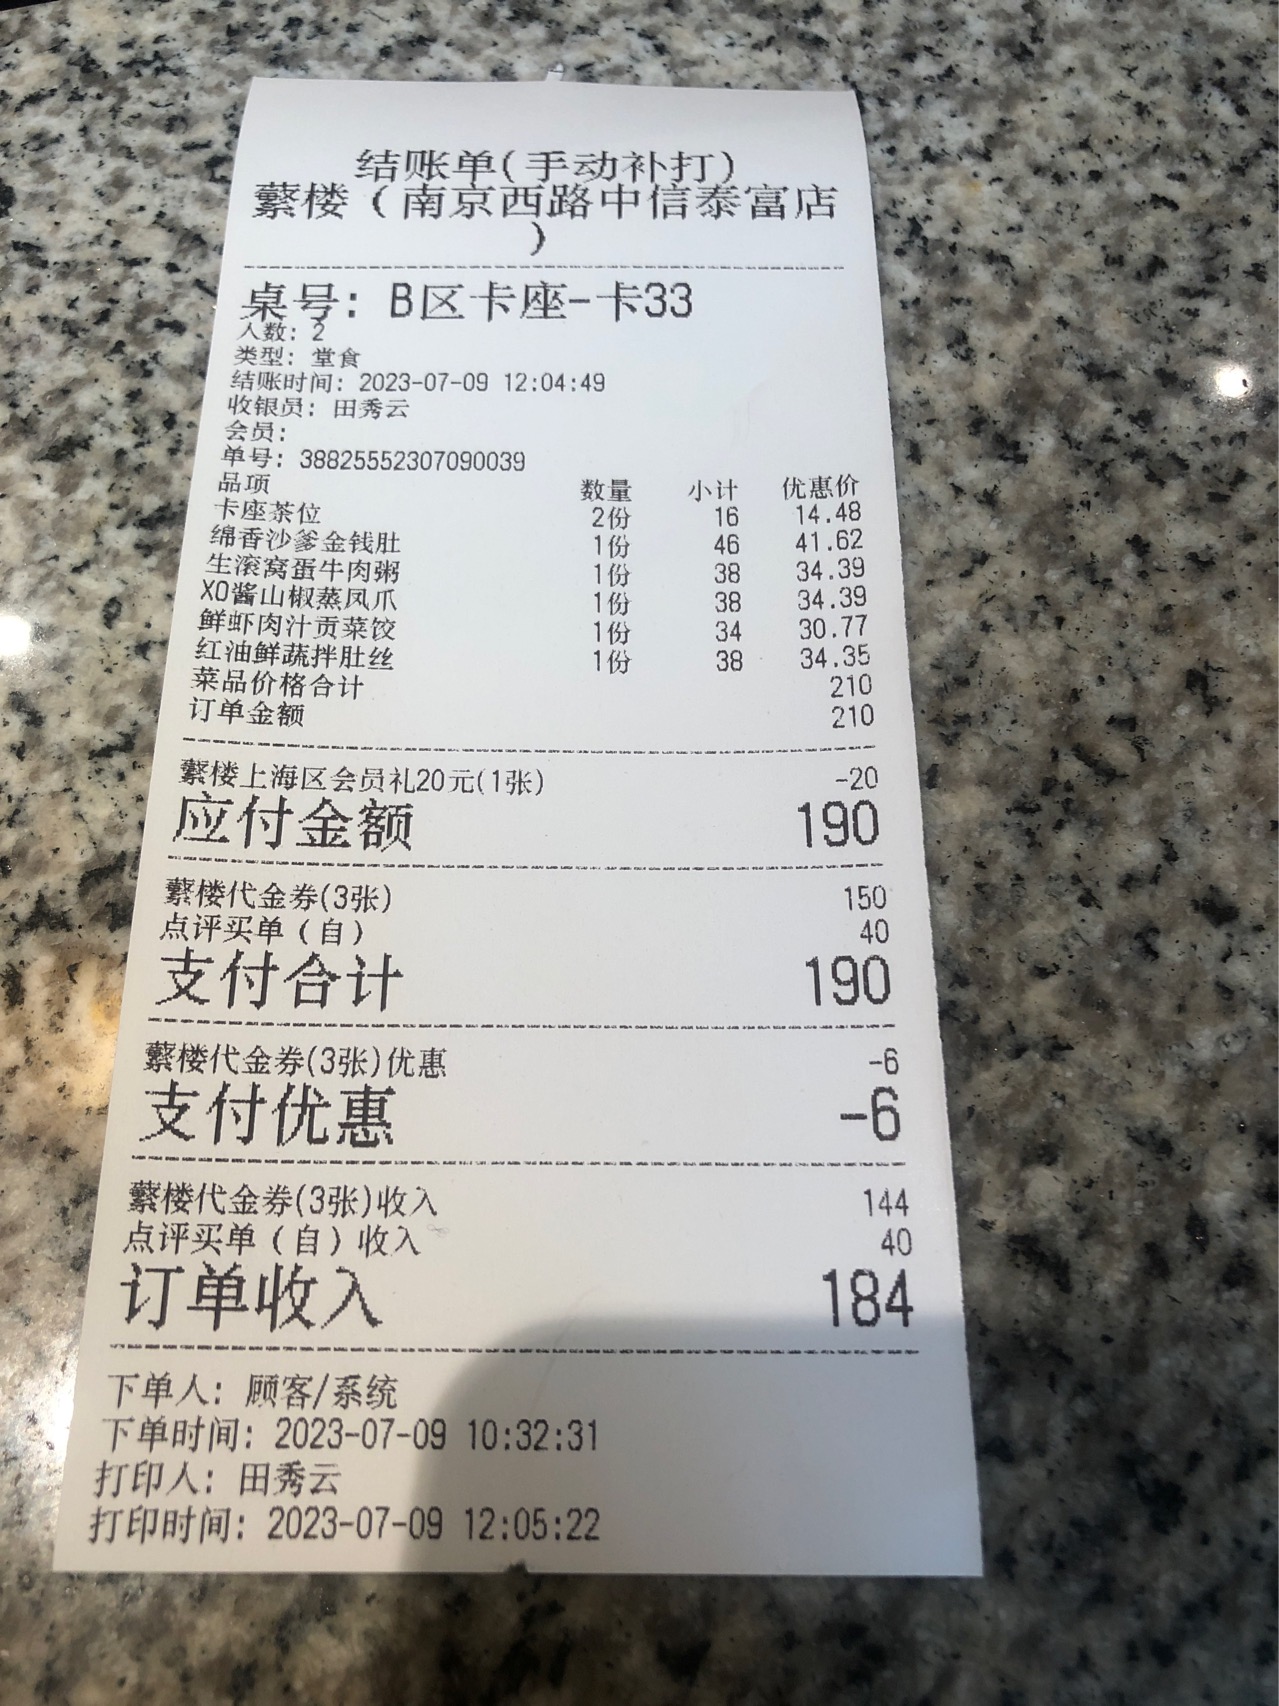 结账单(手动补打)
蘩楼(南京西路中信泰富店
)
桌号: B区卡座-卡33
人数: 2
类型: 堂食
结账时间: 2023-07-09 12:04:49
收银员: 田秀云
会员:
单号: 38825552307090039
品项 数量 小计 优惠价
卡座茶位 2份 16 14.48
绵香沙爹金钱肚 1份 46 41.62
生滚窝蛋牛肉粥 1份 38 34.39
XO酱山椒蒸凤爪 1份 38 34.39
鲜虾肉汁贡菜饺 1份 34 30.77
红油鲜蔬拌肚丝 1份 38 34.35
菜品价格合计 210
订单金额 210
蘩楼上海区会员礼20元(1张) -20
应付金额 190
蘩楼代金券(3张) 150
点评买单(自) 40
支付合计 190
蘩楼代金券(3张)优惠 -6
支付优惠 -6
蘩楼代金券(3张)收入 144
点评买单(自)收入 40
订单收入 184
下单人: 顾客/系统
下单时间: 2023-07-09 10:32:31
打印人: 田秀云
打印时间: 2023-07-09 12:05:22